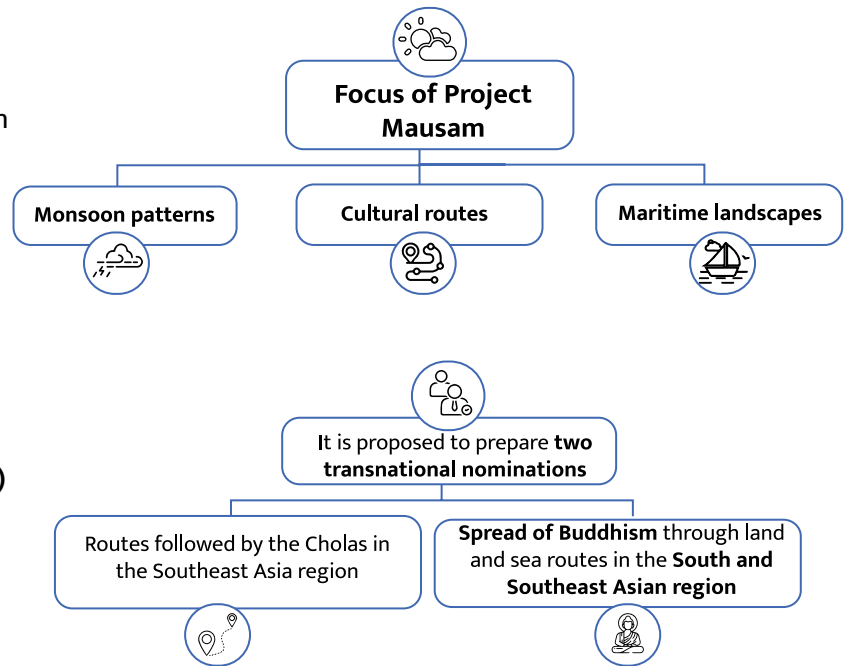 Focus of Project
Mausam
n
Monsoon patterns
Cultural routes
Maritime landscapes
It is proposed to prepare two
transnational nominations
)
Routes followed by the Cholas in
the Southeast Asia region
Spread of Buddhism through land
and sea routes in the South and
Southeast Asian region